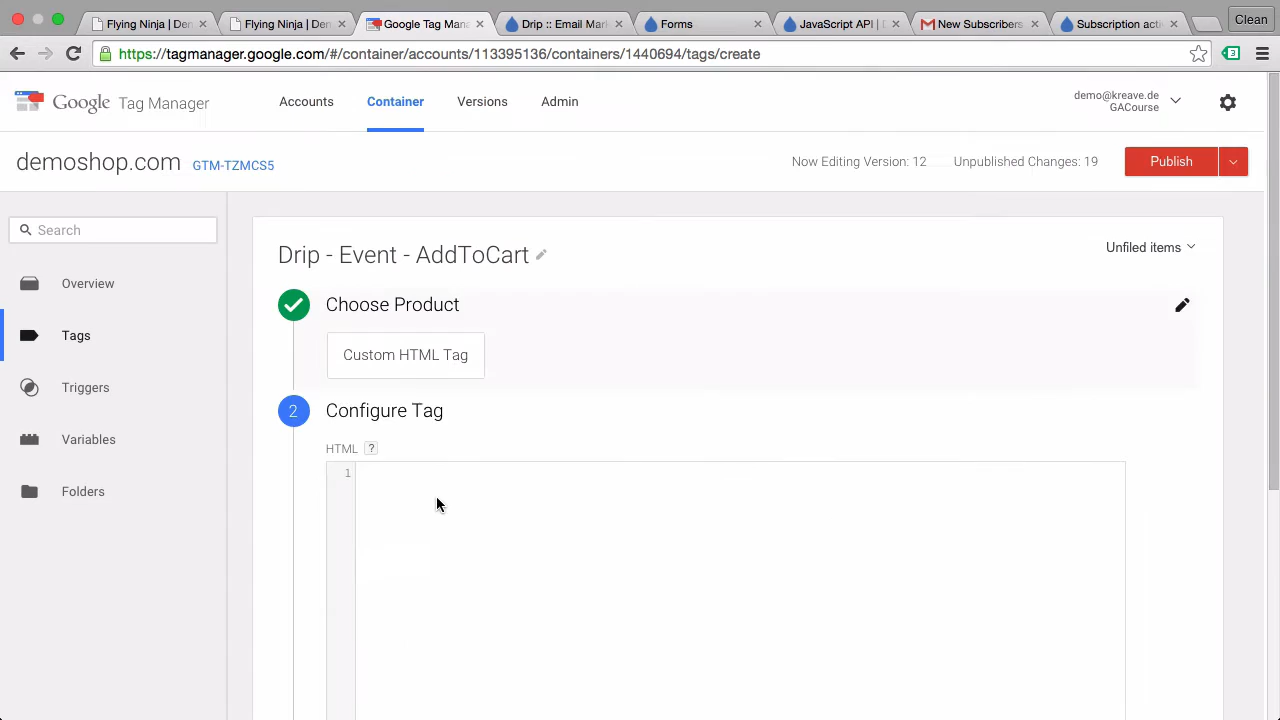 Flying Ninja | Den
Flying Ninja | Den
Google Tag Mana
Drip :: Email Mark
Forms
JavaScript API | D
New Subscribers
Subscription acti
Clean
https://tagmanager.google.com/#/container/accounts/113395136/containers/1440694/tags/create
3
Google Tag Manager
Accounts
Container
Versions
Admin
demo@kreave.de
GACourse
demoshop.com GTM-TZMCS5
Now Editing Version: 12
Unpublished Changes: 19
Publish
Search
Overview
Tags
Triggers
Variables
Folders
Drip - Event - AddToCart
Unfiled items
Choose Product
Custom HTML Tag
2 Configure Tag
HTML ?
1